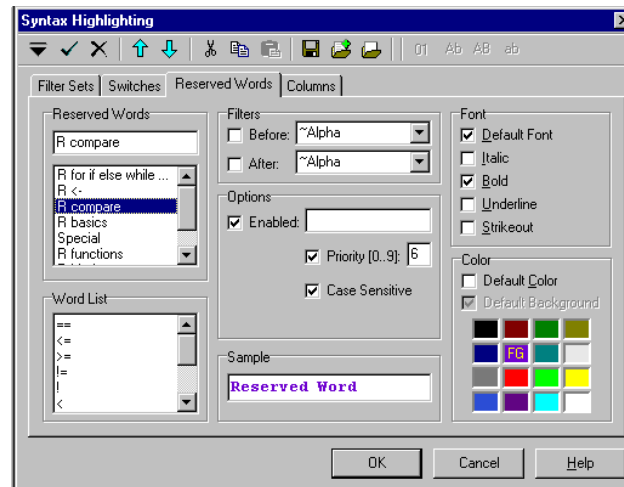 Syntax Highlighting
01 Ab AB ab
Filter Sets Switches Reserved Words Columns
Reserved Words
R compare
R for if else while ...
R <-
R compare
R basics
Special
R functions
Word List
==
<=
>=
!=
!
<
Filters
Before: ~Alpha
After: ~Alpha
Options
Enabled:
Priority [0..9]: 6
Case Sensitive
Sample
Reserved Word
Font
Default Font
Italic
Bold
Underline
Strikeout
Color
Default Color
Default Background
FG
OK Cancel Help